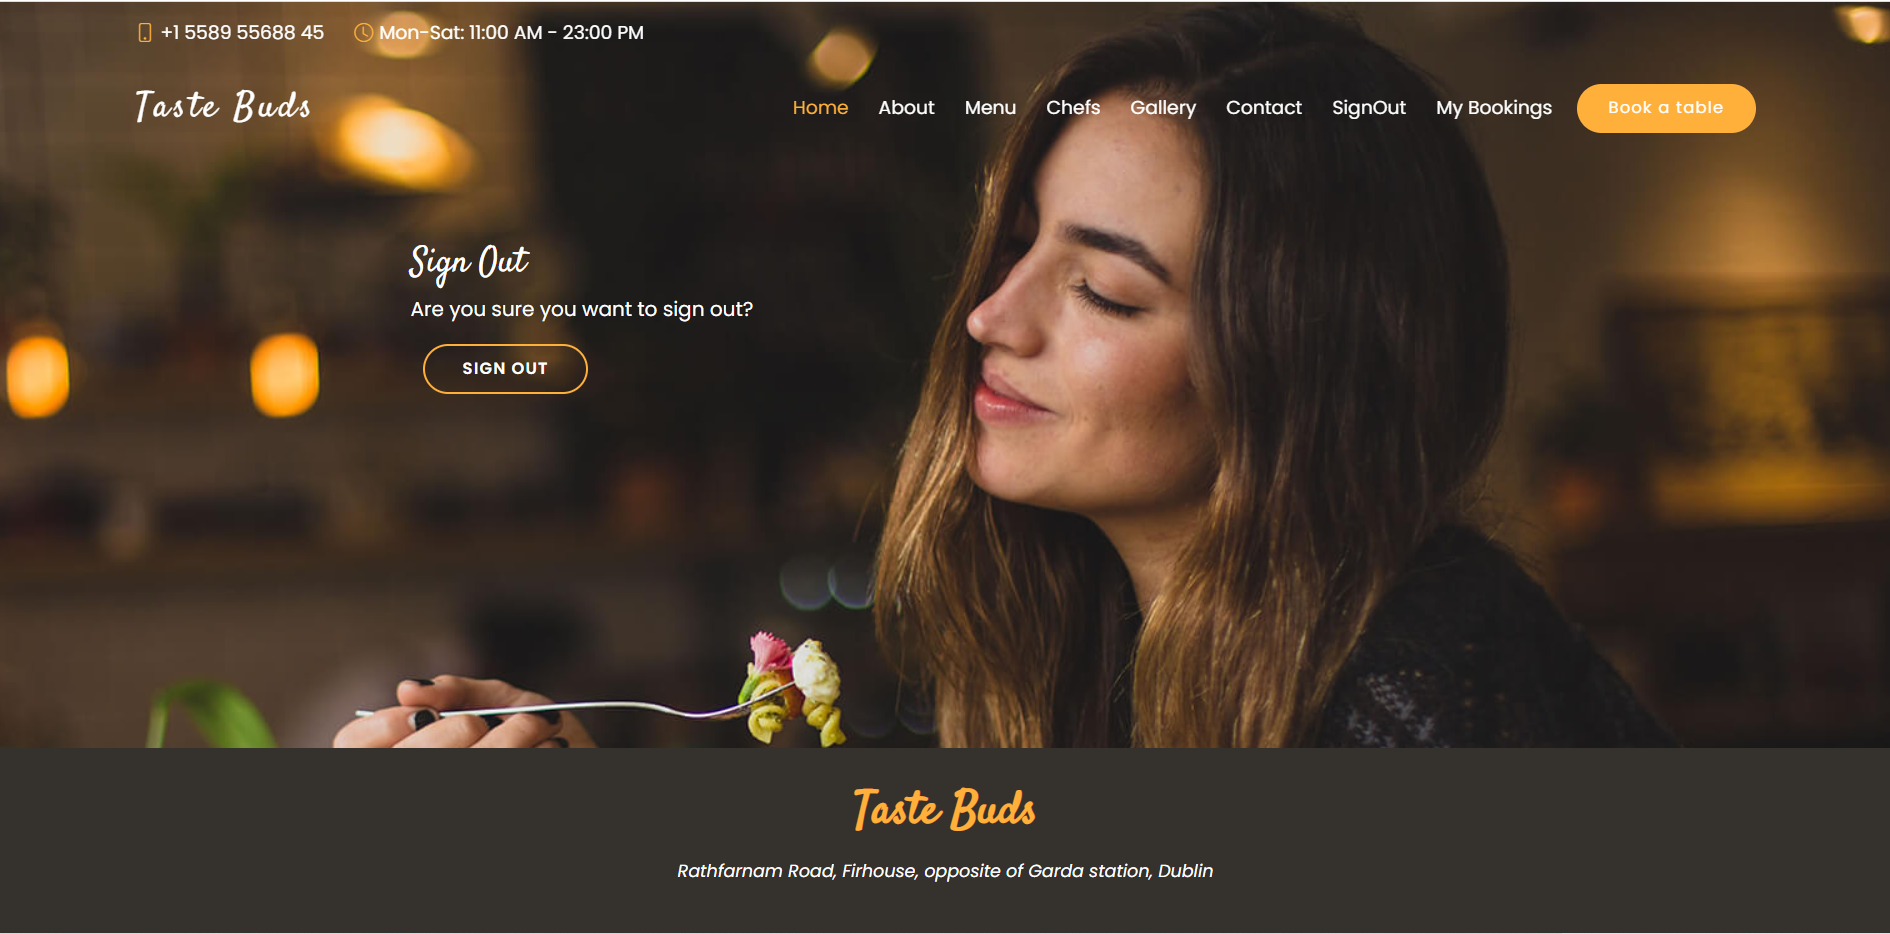 +1 5589 55688 45 Mon-Sat: 11:00 AM - 23:00 PM
Taste Buds Home About Menu Chefs Gallery Contact SignOut My Bookings Book a table
Sign Out
Are you sure you want to sign out?
SIGN OUT
Taste Buds
Rathfarnam Road, Firhouse, opposite of Garda station, Dublin